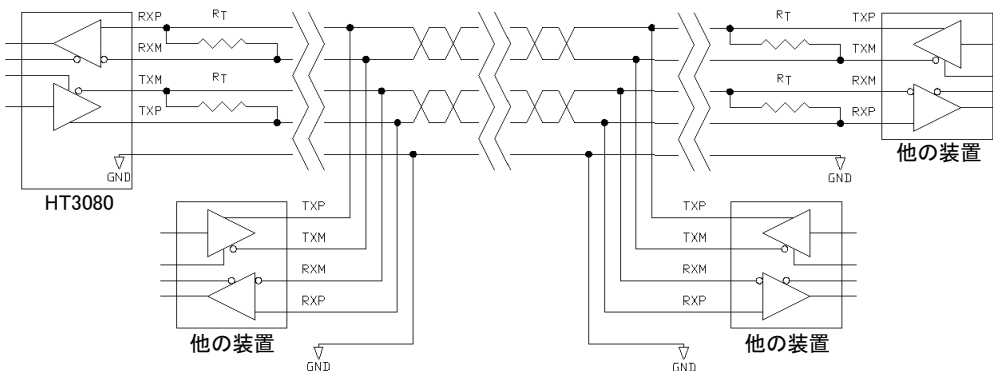 RXP
RT
RXM
TXM
RT
TXP
GND
HT3080
RT
TXP
TXM
RT
RXM
RXP
GND
他の装置
TXP
TXM
RXM
RXP
他の装置
GND
TXP
TXM
RXM
RXP
他の装置
GND